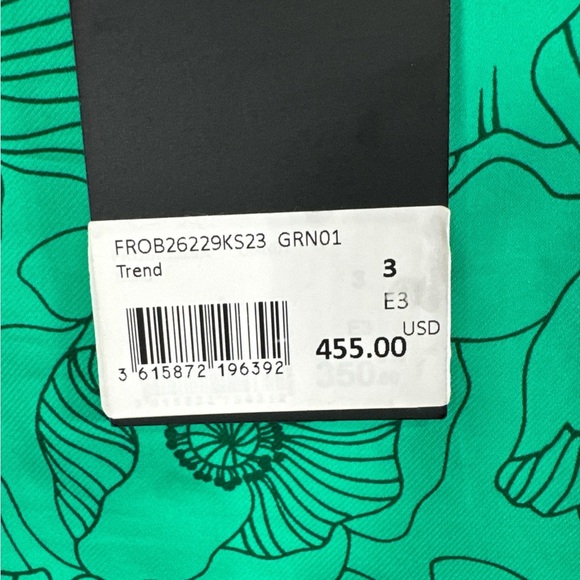 FROB26229KS23 GRN01
Trend
3
E3
USD
455.00
3 615872 196392